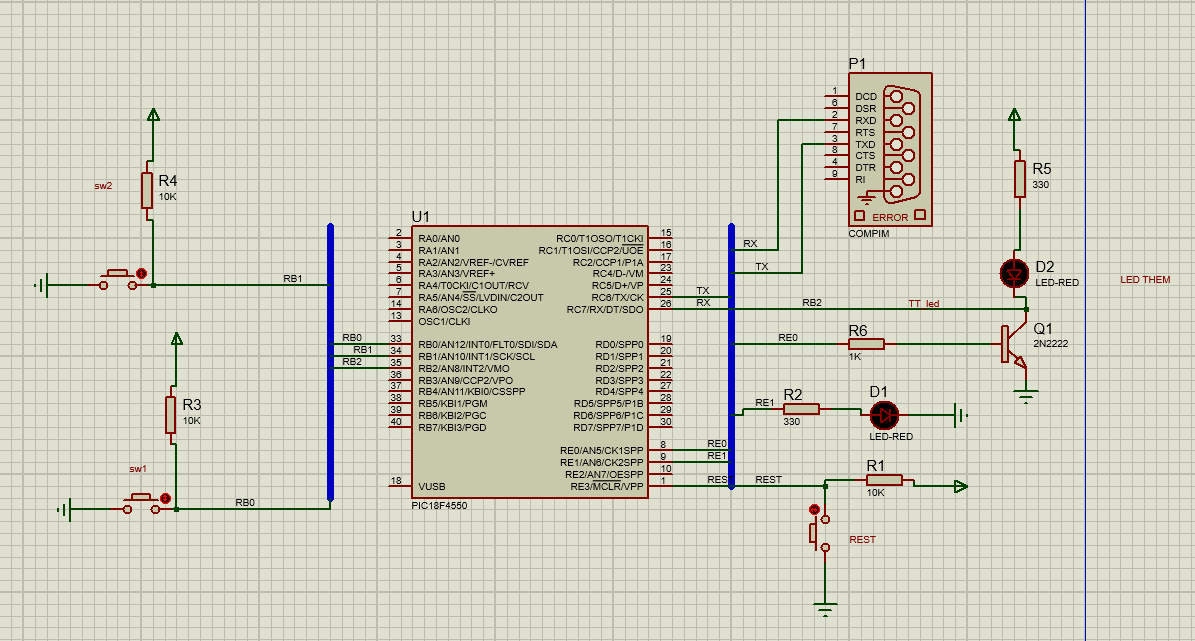 P1
1 DCD
6 DSR
2 RXD
7 RTS
3 TXD
8 CTS
4 DTR
9 RI
ERROR
COMPIM
R5
330
D2
LED-RED
LED THEM
TT_led
Q1
2N2222
sw2
R4
10K
RB1
R3
10K
sw1
RB0
U1
2 RA0/AN0
3 RA1/AN1
4 RA2/AN2/VREF-/CVREF
5 RA3/AN3/VREF+
6 RA4/T0CKI/C1OUT/RCV
7 RA5/AN4/SS/LVDIN/C2OUT
14 RA6/OSC2/CLKO
13 OSC1/CLKI
RB0 33 RB0/AN12/INT0/FLT0/SDI/SDA
RB1 34 RB1/AN10/INT1/SCK/SCL
RB2 35 RB2/AN8/INT2/VMO
36 RB3/AN9/CCP2/VPO
37 RB4/AN11/KBI0/CSSPP
38 RB5/KBI1/PGM
39 RB6/KBI2/PGC
40 RB7/KBI3/PGD
18 VUSB
RC0/T1OSO/T1CKI 15
RC1/T1OSI/CCP2/UOE 16
RC2/CCP1/P1A 17
RC4/D-/VM 23
RC5/D+/VP 24
RC6/TX/CK 25 TX
RC7/RX/DT/SDO 26 RX
RD0/SPP0 19
RD1/SPP1 20
RD2/SPP2 21
RD3/SPP3 22
RD4/SPP4 27
RD5/SPP5/P1B 28
RD6/SPP6/P1C 29
RD7/SPP7/P1D 30
RE0/AN5/CK1SPP 8 RE0
RE1/AN6/CK2SPP 9 RE1
RE2/AN7/OESPP 10
RE3/MCLR/VPP 1 REST
PIC18F4550
RX
TX
RB2
RE0
R6
1K
RE1
R2
330
D1
LED-RED
REST
R1
10K
REST